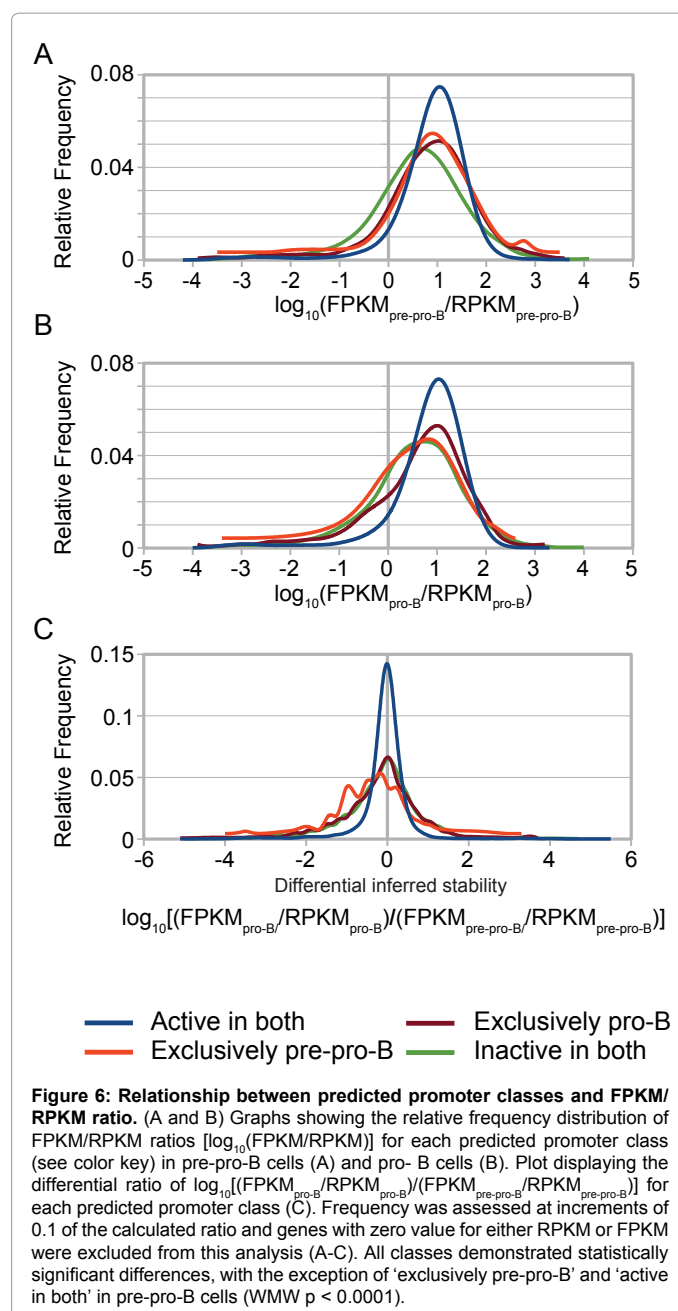 A
Relative Frequency
0.08
0.04
0
-5 -4 -3 -2 -1 0 1 2 3 4 5
log10(FPKMpre-pro-B/RPKMpre-pro-B)
B
Relative Frequency
0.08
0.04
0
-5 -4 -3 -2 -1 0 1 2 3 4 5
log10(FPKMpro-B/RPKMpro-B)
C
Relative Frequency
0.15
0.1
0.05
0
-6 -4 -2 0 2 4 6
Differential inferred stability
log10[(FPKMpro-B/RPKMpro-B)/(FPKMpre-pro-B/RPKMpre-pro-B)]
Active in both Exclusively pro-B
Exclusively pre-pro-B Inactive in both
Figure 6: Relationship between predicted promoter classes and FPKM/
RPKM ratio. (A and B) Graphs showing the relative frequency distribution of
FPKM/RPKM ratios [log10(FPKM/RPKM)] for each predicted promoter class
(see color key) in pre-pro-B cells (A) and pro- B cells (B). Plot displaying the
differential ratio of log10[(FPKMpro-B/RPKMpro-B)/(FPKMpre-pro-B/RPKMpre-pro-B)] for
each predicted promoter class (C). Frequency was assessed at increments of
0.1 of the calculated ratio and genes with zero value for either RPKM or FPKM
were excluded from this analysis (A-C). All classes demonstrated statistically
significant differences, with the exception of ‘exclusively pre-pro-B’ and ‘active
in both’ in pre-pro-B cells (WMW p < 0.0001).